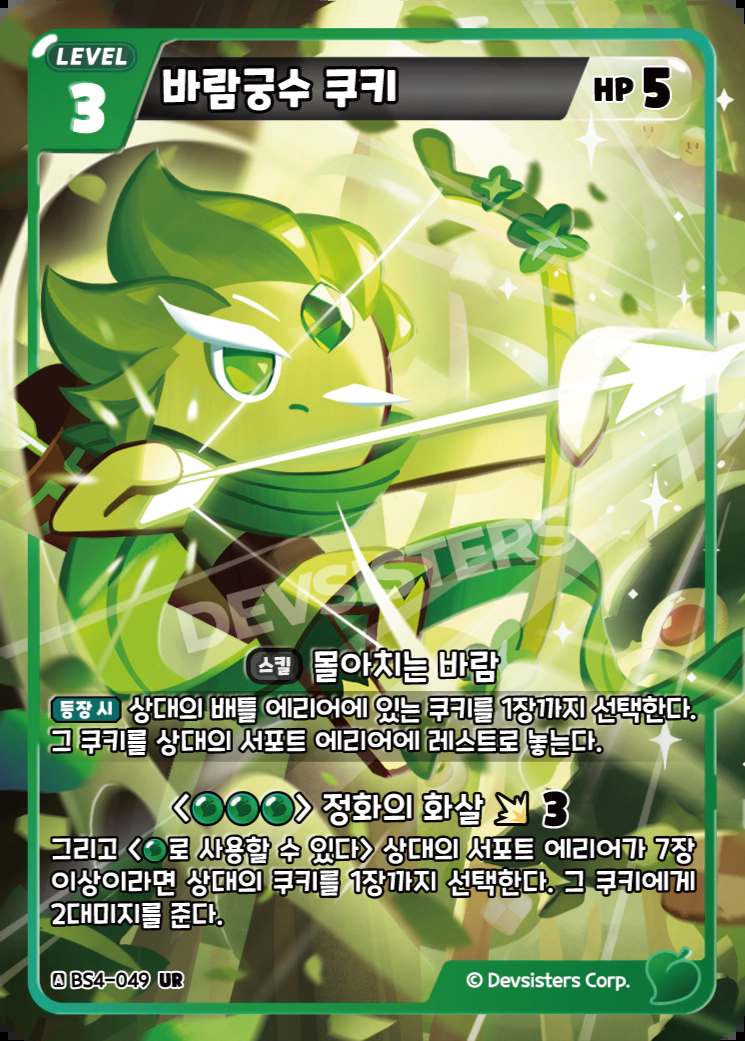 LEVEL
3
바람궁수 쿠키
HP 5
DEVSISTERS
스킬 몰아치는 바람
등장 시 상대의 배틀 에리어에 있는 쿠키를 1장까지 선택한다.
그 쿠키를 상대의 서포트 에리어에 레스트로 놓는다.
< > 정화의 화살 3
그리고 < 로 사용할 수 있다> 상대의 서포트 에리어가 7장
이상이라면 상대의 쿠키를 1장까지 선택한다. 그 쿠키에게
2대미지를 준다.
A BS4-049 UR
© Devsisters Corp.